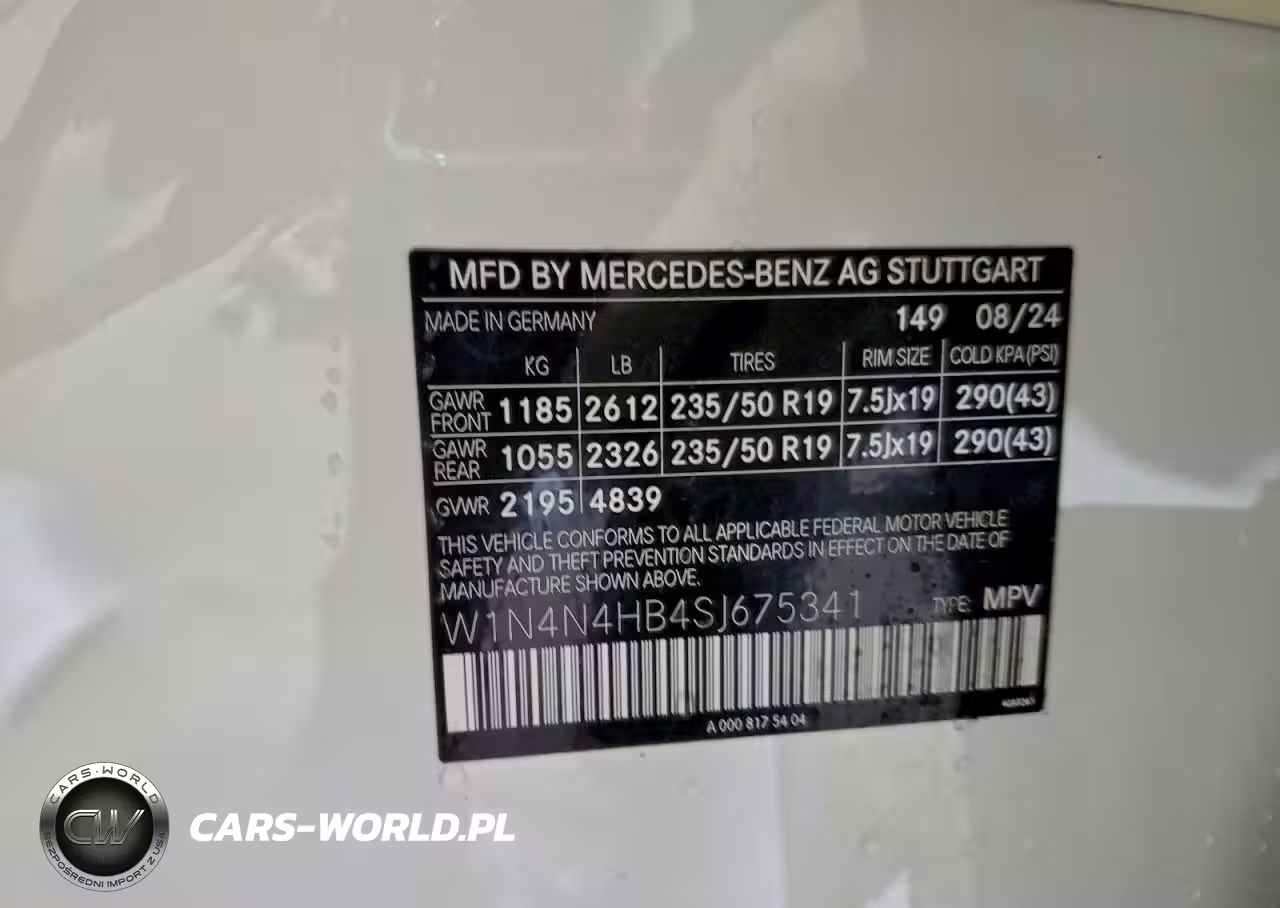 MFD BY MERCEDES-BENZ AG STUTTGART
MADE IN GERMANY 149 08/24
KG LB TIRES RIM SIZE COLD KPA (PSI)
GAWR FRONT 1185 2612 235/50 R19 7.5Jx19 290(43)
GAWR REAR 1055 2326 235/50 R19 7.5Jx19 290(43)
GVWR 2195 4839
THIS VEHICLE CONFORMS TO ALL APPLICABLE FEDERAL MOTOR VEHICLE
SAFETY AND THEFT PREVENTION STANDARDS IN EFFECT ON THE DATE OF
MANUFACTURE SHOWN ABOVE.
W1N4N4HB4SJ675341 TYPE: MPV
A 000 817 54 04
CARS-WORLD
CW
BEZPOŚREDNI IMPORT Z USA
CARS-WORLD.PL